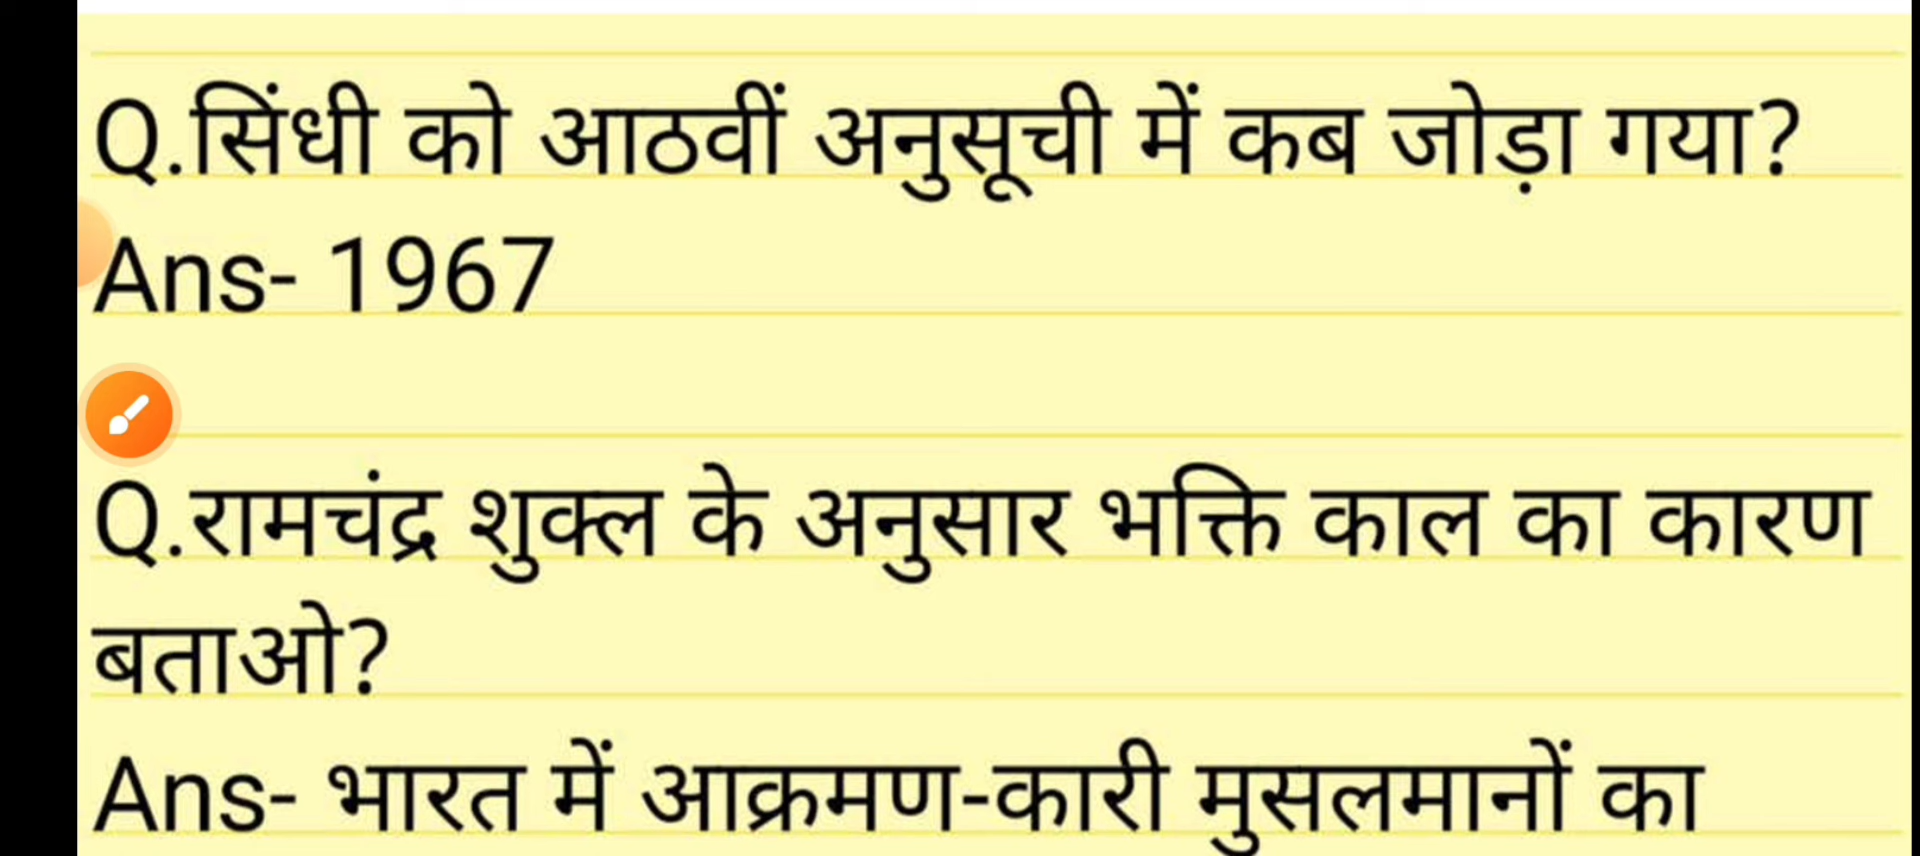 Q.सिंधी को आठवीं अनुसूची में कब जोड़ा गया?
Ans- 1967
Q.रामचंद्र शुक्ल के अनुसार भक्ति काल का कारण
बताओ?
Ans- भारत में आक्रमण-कारी मुसलमानों का